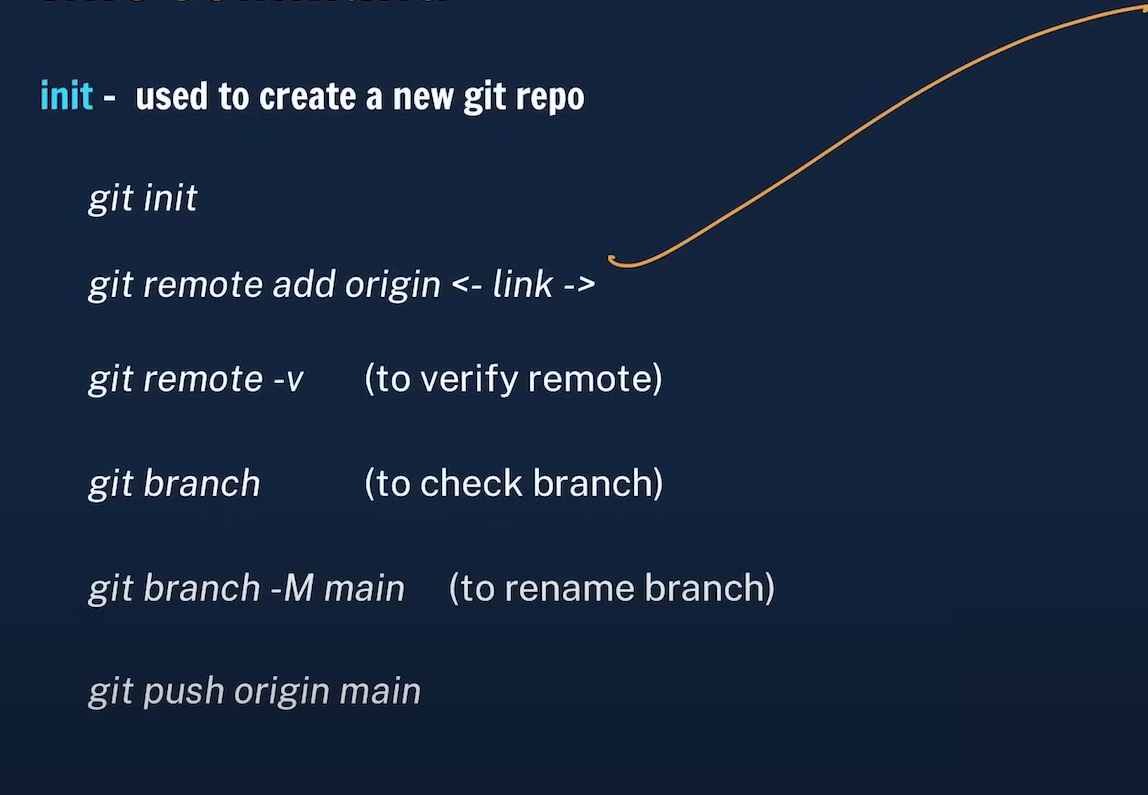 init - used to create a new git repo
git init
git remote add origin <- link ->
git remote -v (to verify remote)
git branch (to check branch)
git branch -M main (to rename branch)
git push origin main